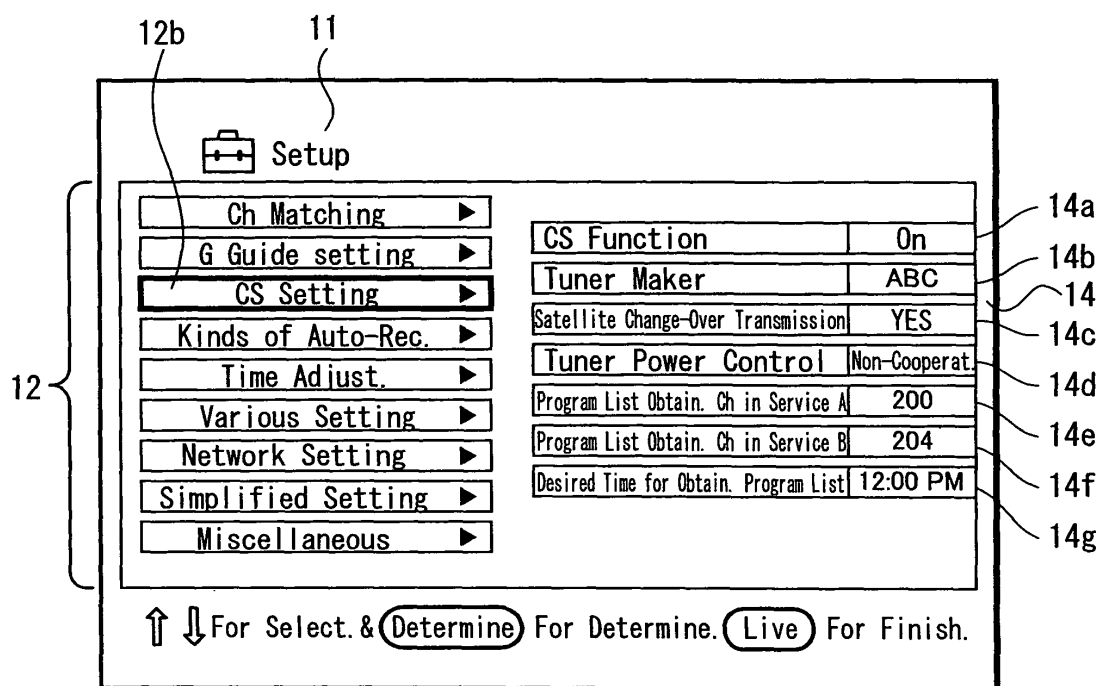 12b
11
Setup
12
Ch Matching ▶
G Guide setting ▶
CS Setting ▶
Kinds of Auto-Rec. ▶
Time Adjust. ▶
Various Setting ▶
Network Setting ▶
Simplified Setting ▶
Miscellaneous ▶
CS Function On
Tuner Maker ABC
Satellite Change-Over Transmission YES
Tuner Power Control Non-Cooperat.
Program List Obtain. Ch in Service A 200
Program List Obtain. Ch in Service B 204
Desired Time for Obtain. Program List 12:00 PM
14a
14b
14
14c
14d
14e
14f
14g
⇧ ⇩ For Select. & Determine For Determine. Live For Finish.